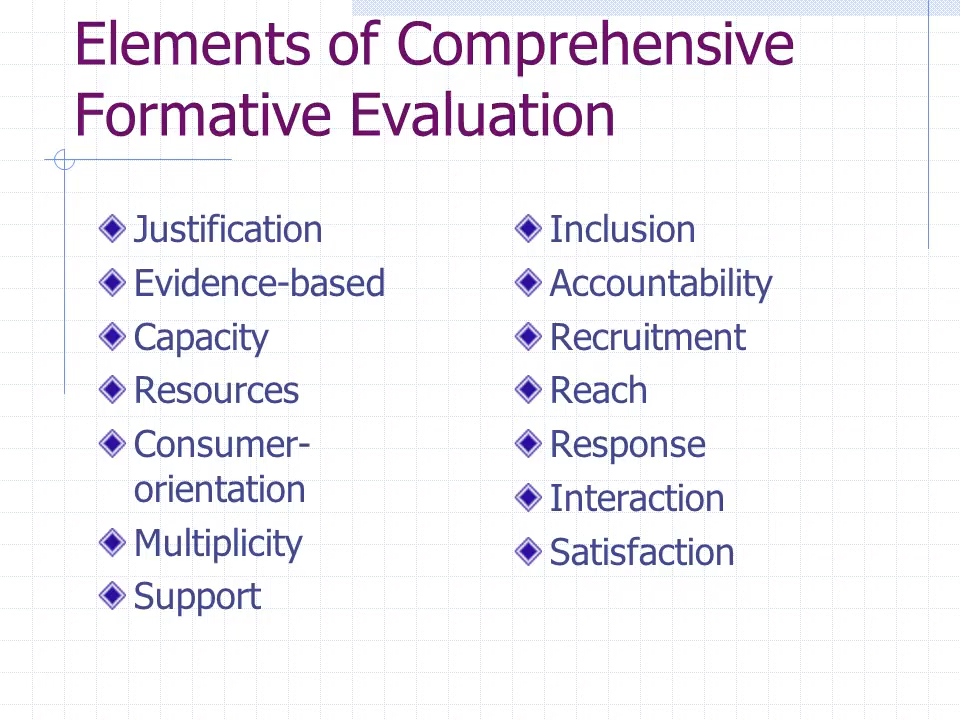 Elements of Comprehensive
Formative Evaluation
Justification
Evidence-based
Capacity
Resources
Consumer-
orientation
Multiplicity
Support
Inclusion
Accountability
Recruitment
Reach
Response
Interaction
Satisfaction